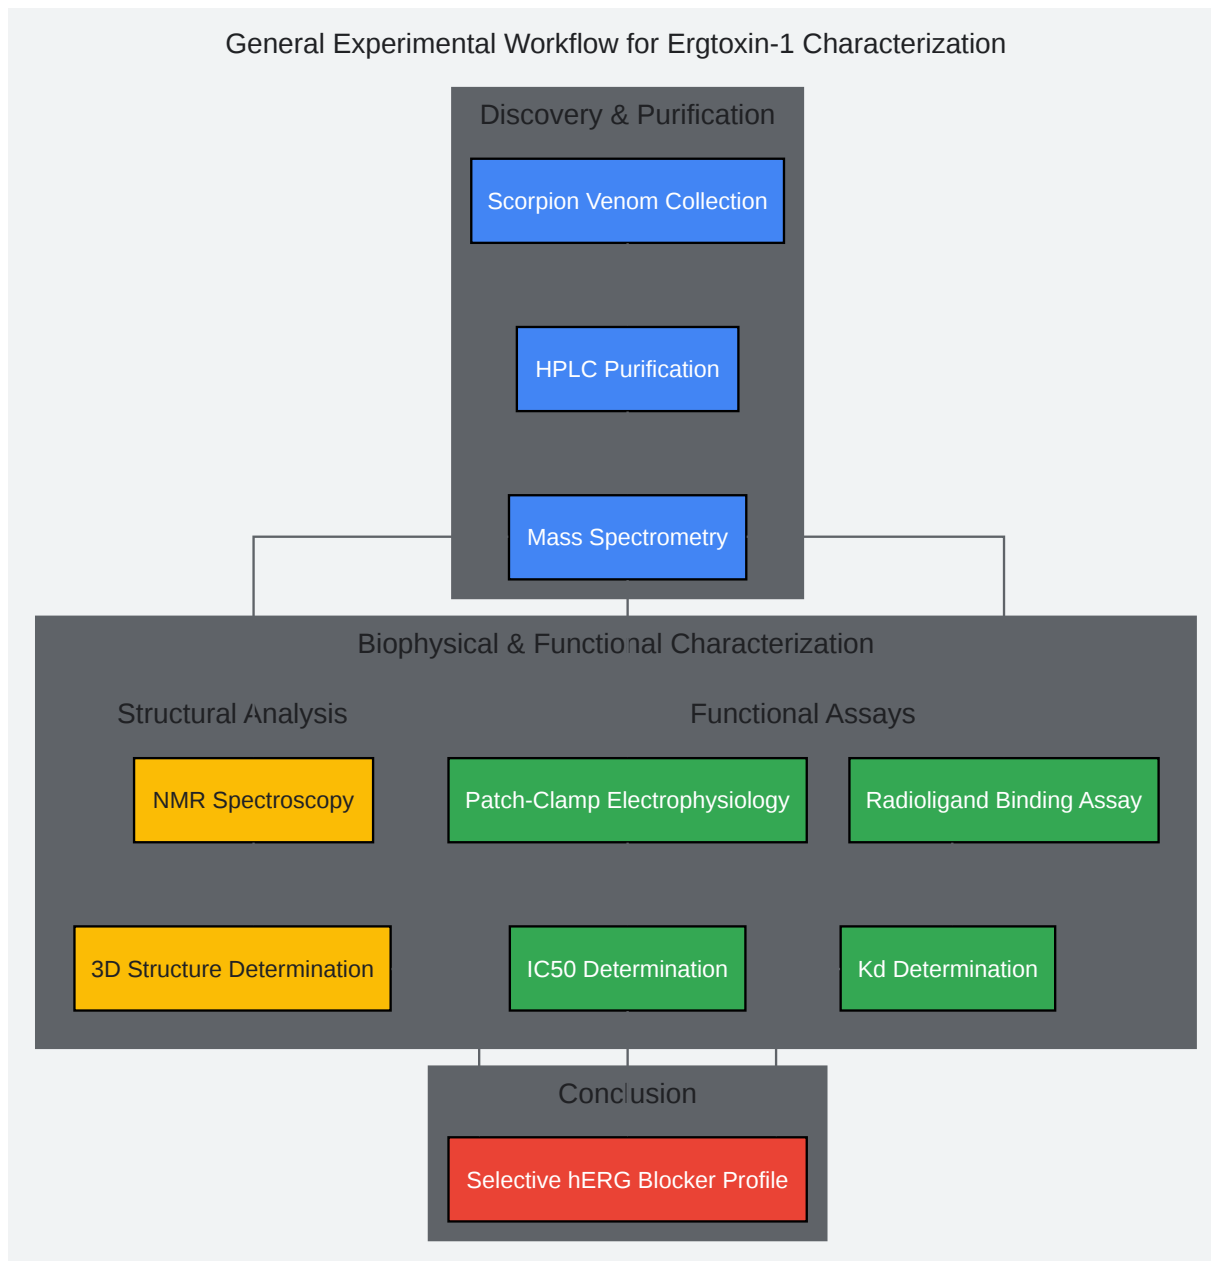 General Experimental Workflow for Ergtoxin-1 Characterization
Discovery & Purification
Scorpion Venom Collection
HPLC Purification
Mass Spectrometry
Biophysical & Functional Characterization
Structural Analysis
Functional Assays
NMR Spectroscopy
Patch-Clamp Electrophysiology
Radioligand Binding Assay
3D Structure Determination
IC50 Determination
Kd Determination
Conclusion
Selective hERG Blocker Profile